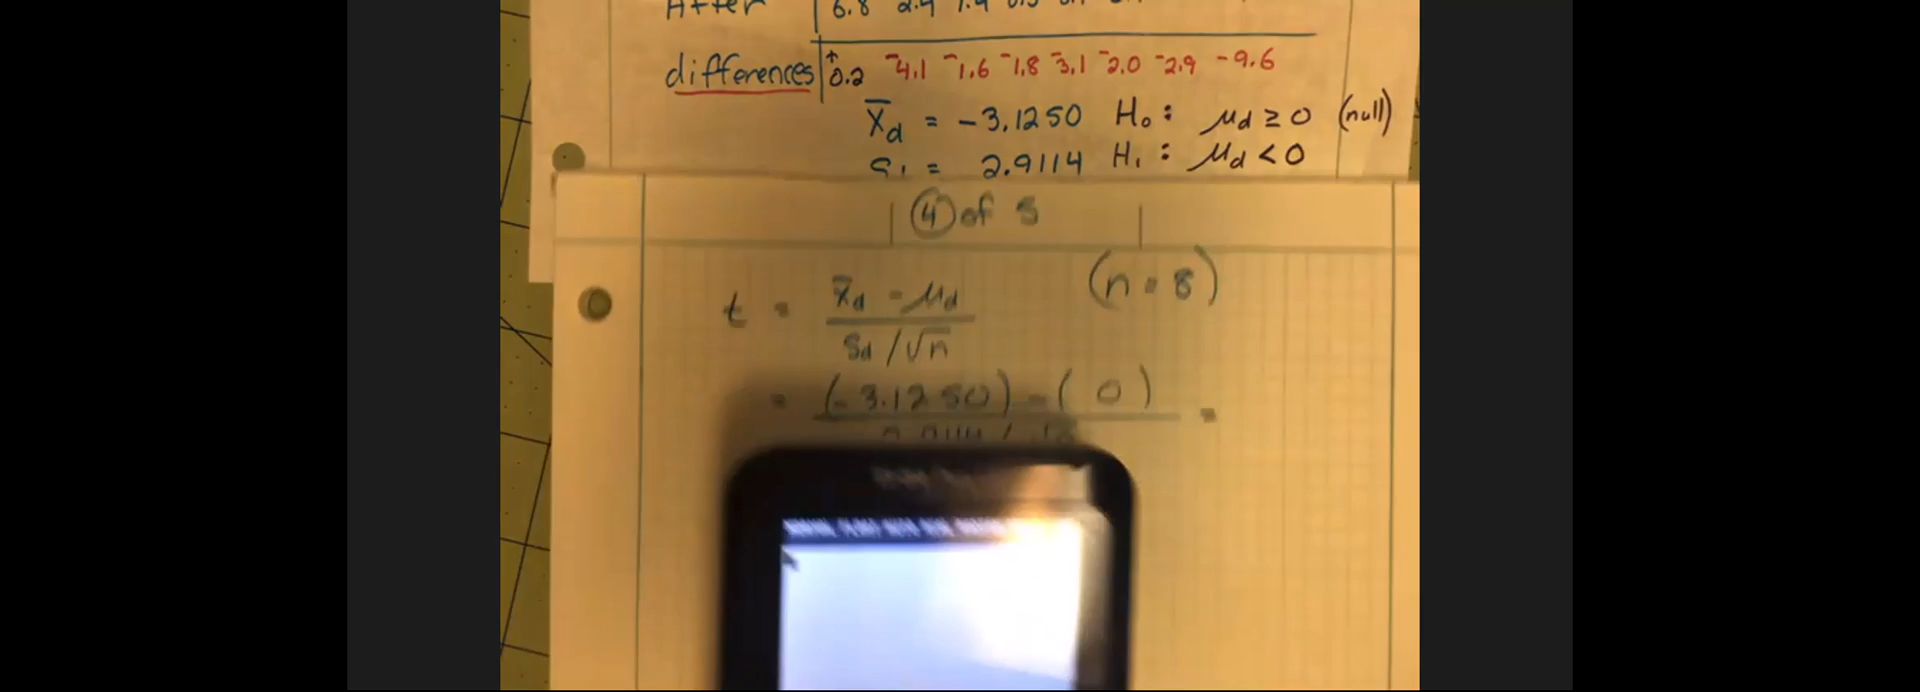 After 6.8 2.4
differences +0.2 -4.1 -1.6 -1.8 -3.1 -2.0 -2.9 -9.6
x̄d = -3.1250 H₀: μd ≥ 0 (null)
= 2.9114 H₁: μd < 0
④ of 5
t = x̄d - μd (n = 8)
sd / √n
= (-3.1250) - ( 0 ) =